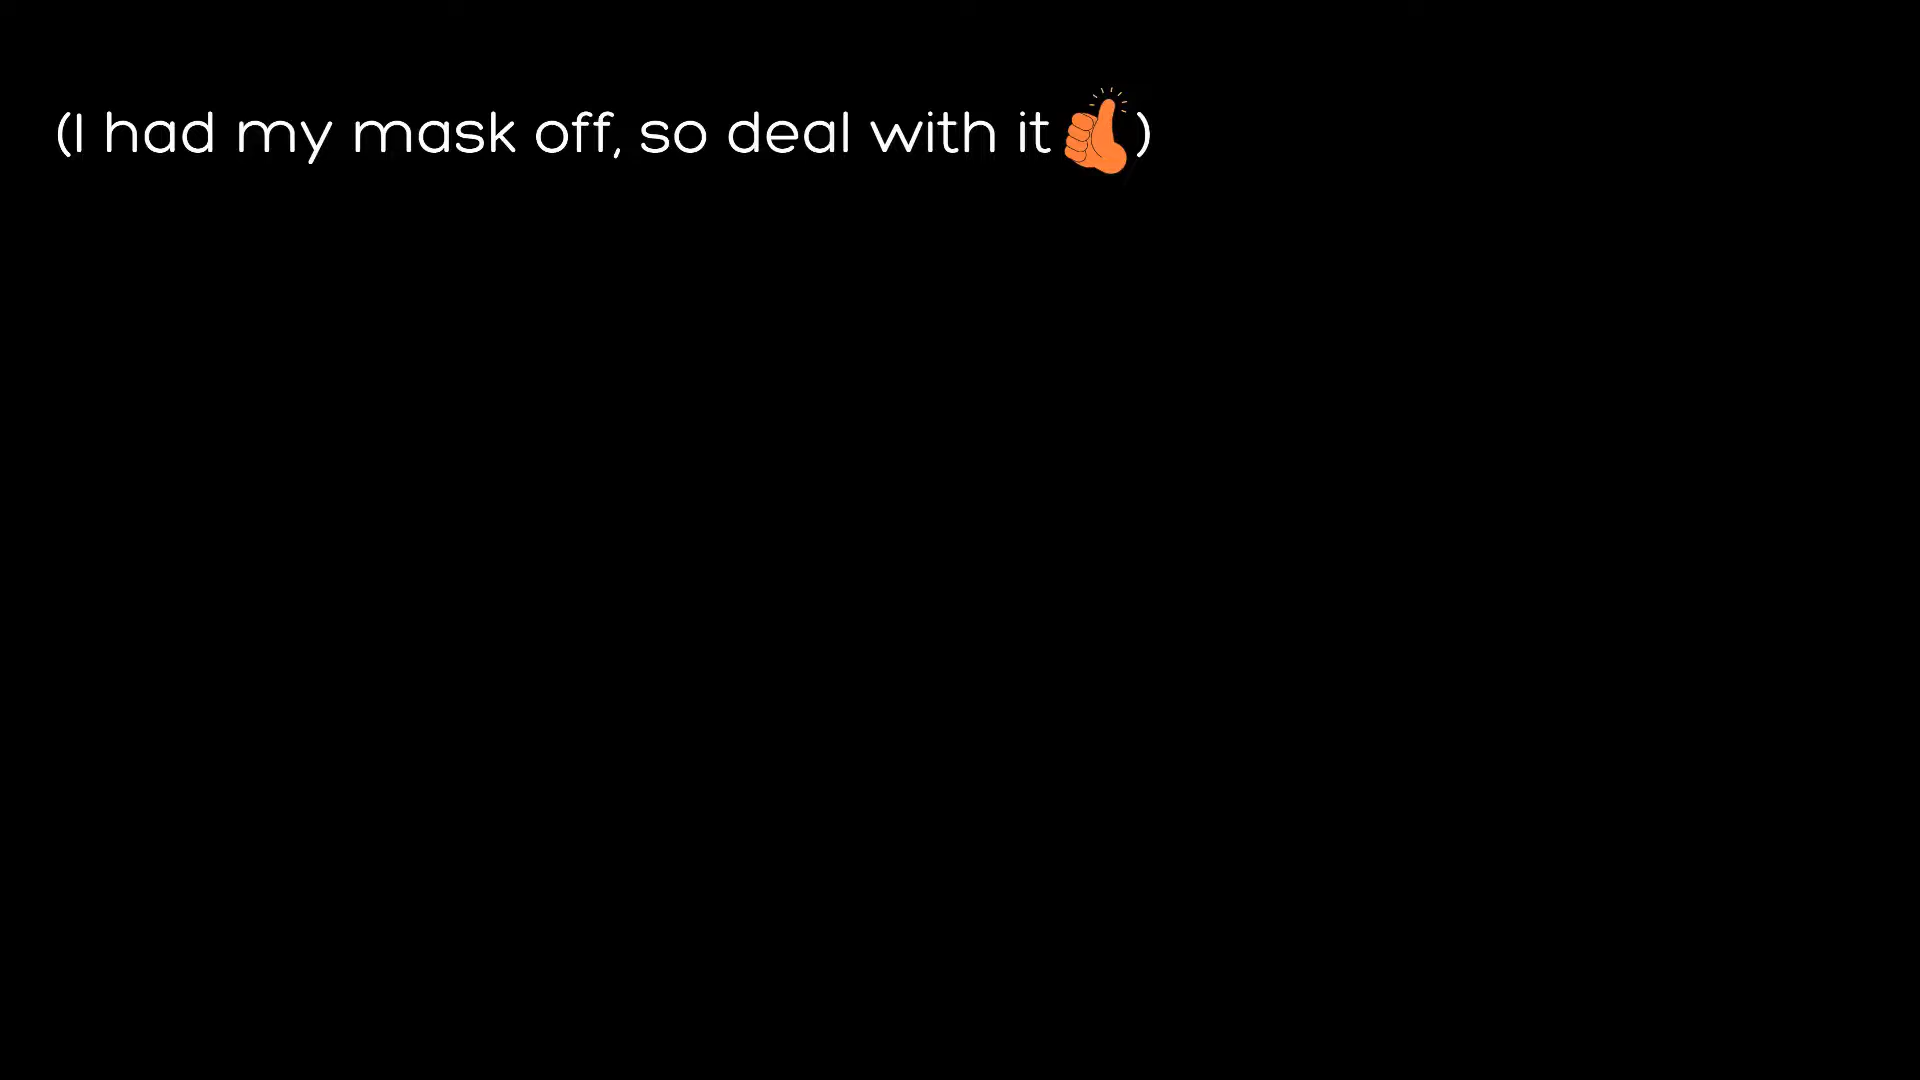 (I had my mask off, so deal with it 👍)